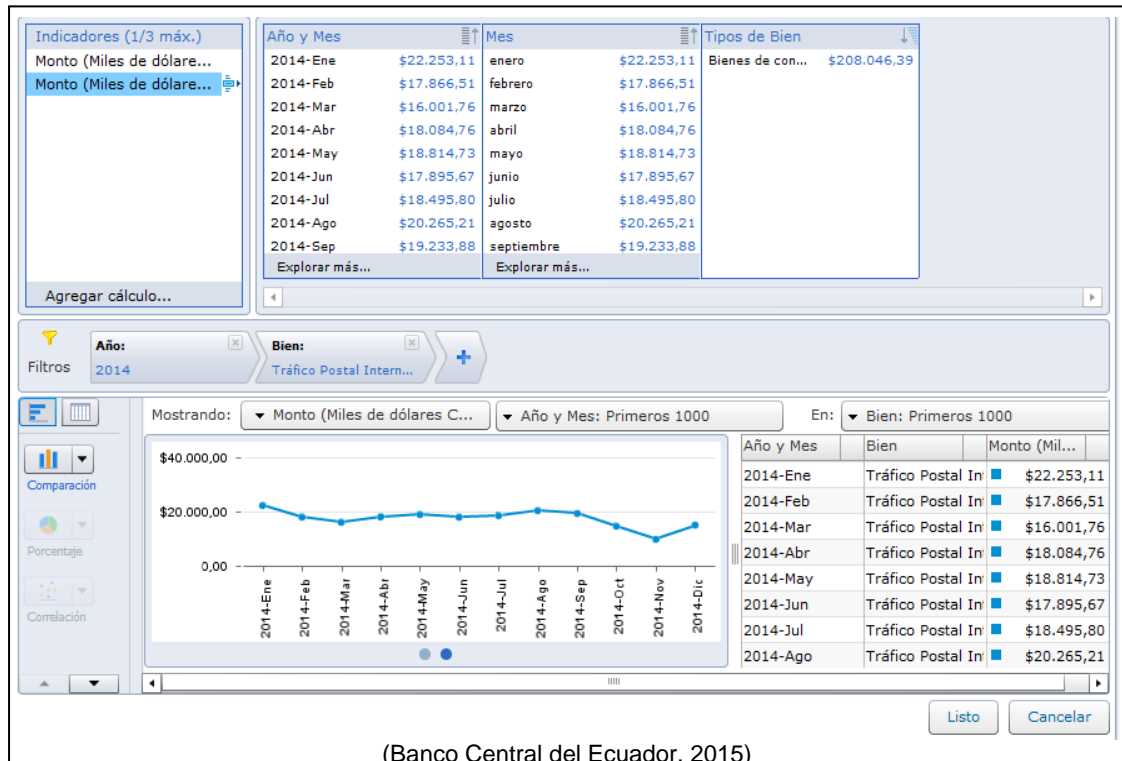 Indicadores (1/3 máx.)
Monto (Miles de dólare...
Monto (Miles de dólare...
Agregar cálculo...
Año y Mes
2014-Ene $22.253,11
2014-Feb $17.866,51
2014-Mar $16.001,76
2014-Abr $18.084,76
2014-May $18.814,73
2014-Jun $17.895,67
2014-Jul $18.495,80
2014-Ago $20.265,21
2014-Sep $19.233,88
Explorar más...
Mes
enero $22.253,11
febrero $17.866,51
marzo $16.001,76
abril $18.084,76
mayo $18.814,73
junio $17.895,67
julio $18.495,80
agosto $20.265,21
septiembre $19.233,88
Explorar más...
Tipos de Bien
Bienes de con... $208.046,39
Filtros
Año:
2014
Bien:
Tráfico Postal Intern...
Mostrando: Monto (Miles de dólares C... Año y Mes: Primeros 1000 En: Bien: Primeros 1000
Comparación
Porcentaje
Correlación
$40.000,00
$20.000,00
0,00
2014-Ene
2014-Feb
2014-Mar
2014-Abr
2014-May
2014-Jun
2014-Jul
2014-Ago
2014-Sep
2014-Oct
2014-Nov
2014-Dic
Año y Mes Bien Monto (Mil...
2014-Ene Tráfico Postal In $22.253,11
2014-Feb Tráfico Postal In $17.866,51
2014-Mar Tráfico Postal In $16.001,76
2014-Abr Tráfico Postal In $18.084,76
2014-May Tráfico Postal In $18.814,73
2014-Jun Tráfico Postal In $17.895,67
2014-Jul Tráfico Postal In $18.495,80
2014-Ago Tráfico Postal In $20.265,21
Listo
Cancelar
(Banco Central del Ecuador, 2015)